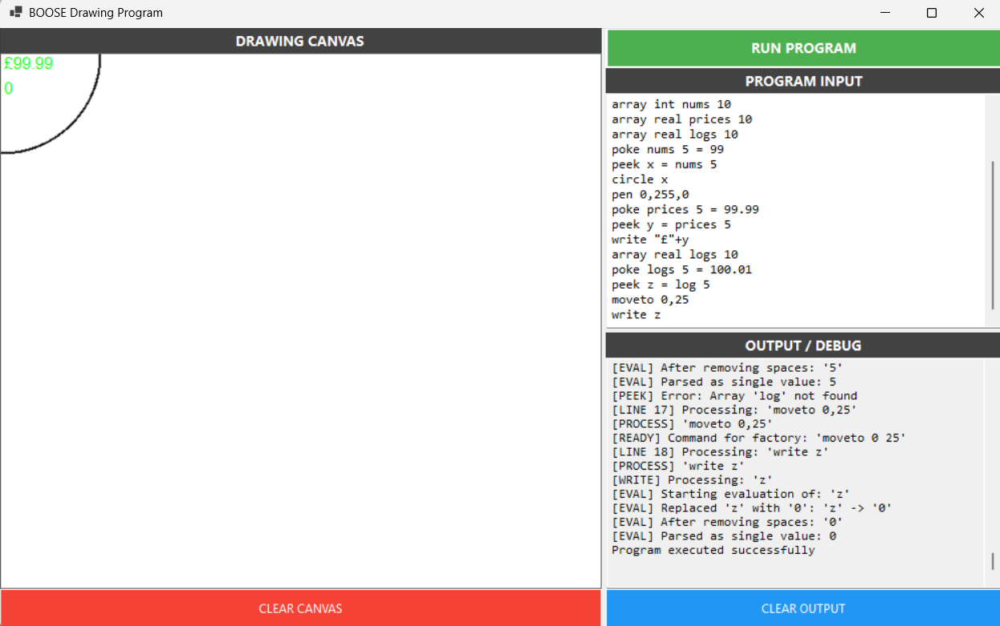 BOOSE Drawing Program
DRAWING CANVAS
£99.99
0
RUN PROGRAM
PROGRAM INPUT
array int nums 10
array real prices 10
array real logs 10
poke nums 5 = 99
peek x = nums 5
circle x
pen 0,255,0
poke prices 5 = 99.99
peek y = prices 5
write "£"+y
array real logs 10
poke logs 5 = 100.01
peek z = log 5
moveto 0,25
write z
OUTPUT / DEBUG
[EVAL] After removing spaces: '5'
[EVAL] Parsed as single value: 5
[PEEK] Error: Array 'log' not found
[LINE 17] Processing: 'moveto 0,25'
[PROCESS] 'moveto 0,25'
[READY] Command for factory: 'moveto 0 25'
[LINE 18] Processing: 'write z'
[PROCESS] 'write z'
[WRITE] Processing: 'z'
[EVAL] Starting evaluation of: 'z'
[EVAL] Replaced 'z' with '0': 'z' -> '0'
[EVAL] After removing spaces: '0'
[EVAL] Parsed as single value: 0
Program executed successfully
CLEAR CANVAS
CLEAR OUTPUT